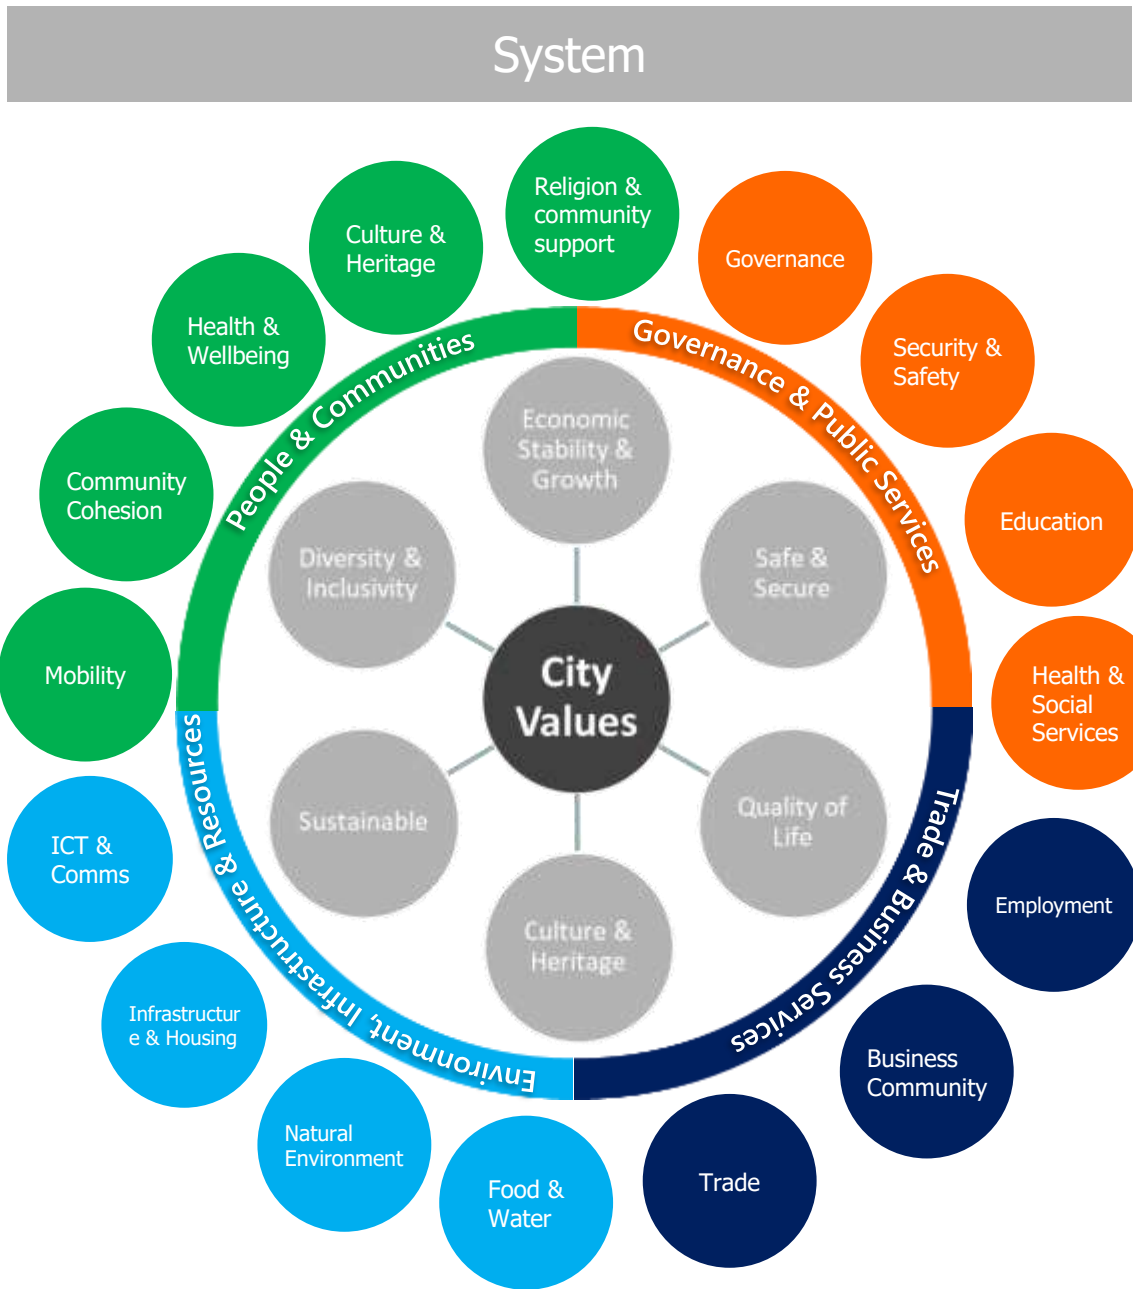 System
Religion &
community
support
Culture &
Heritage
Governance
Health &
Wellbeing
Security &
Safety
People & Communities
Governance & Public Services
Economic
Stability &
Growth
Community
Cohesion
Education
Diversity &
Inclusivity
Safe &
Secure
Mobility
City
Values
Health &
Social
Services
Environment, Infrastructure & Resources
Trade & Business Services
Sustainable
Quality of
Life
ICT &
Comms
Employment
Culture &
Heritage
Infrastructur
e & Housing
Business
Community
Natural
Environment
Food &
Water
Trade